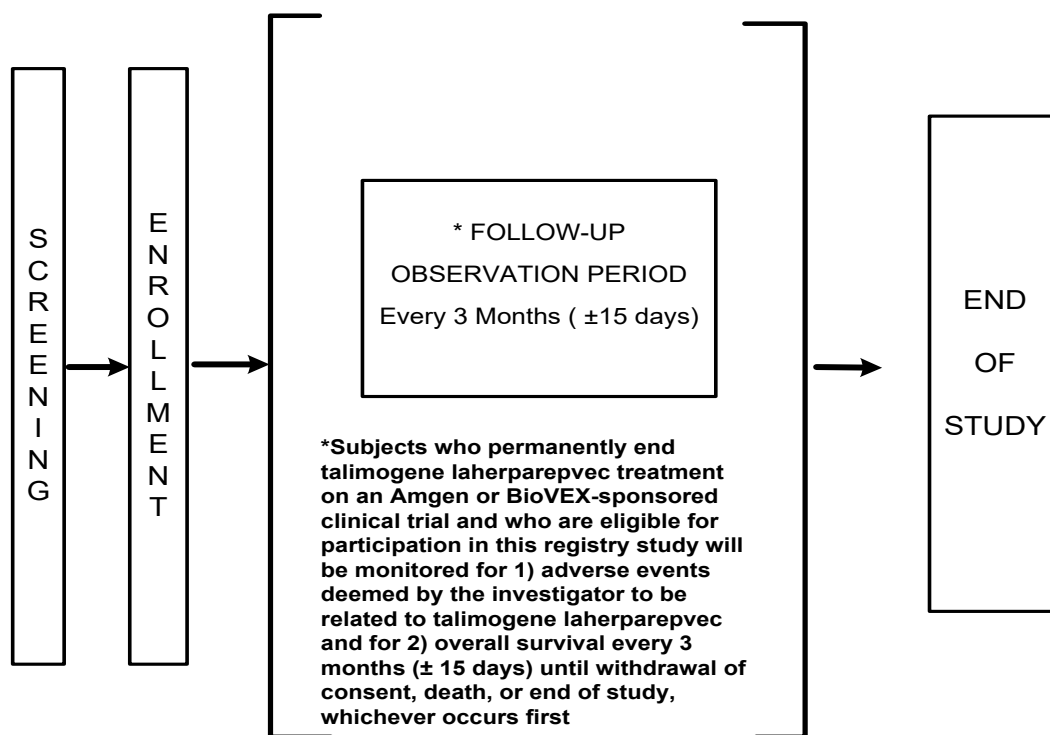 SCREENING
ENROLLMENT
* FOLLOW-UP
OBSERVATION PERIOD
Every 3 Months ( ±15 days)
*Subjects who permanently end
talimogene laherparepvec treatment
on an Amgen or BioVEX-sponsored
clinical trial and who are eligible for
participation in this registry study will
be monitored for 1) adverse events
deemed by the investigator to be
related to talimogene laherparepvec
and for 2) overall survival every 3
months (± 15 days) until withdrawal of
consent, death, or end of study,
whichever occurs first
END
OF
STUDY